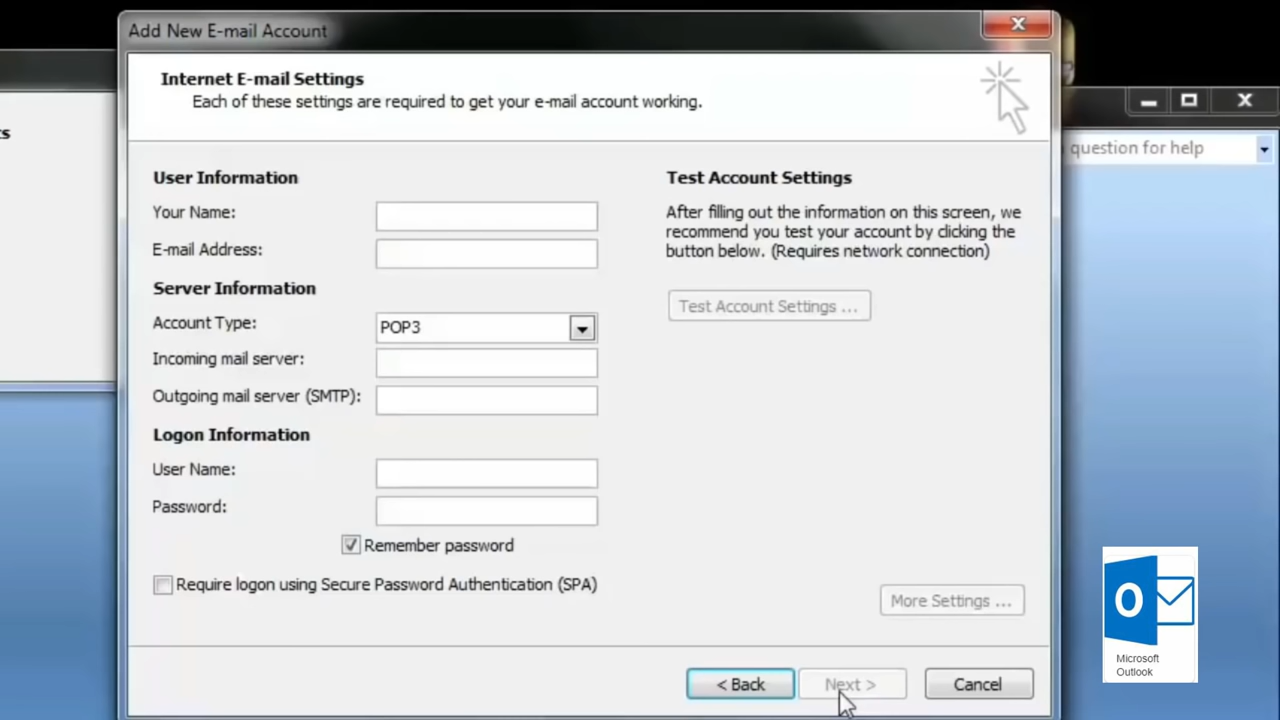 Add New E-mail Account
Internet E-mail Settings
Each of these settings are required to get your e-mail account working.
s
question for help
User Information
Your Name:
E-mail Address:
Server Information
Account Type:
POP3
Incoming mail server:
Outgoing mail server (SMTP):
Logon Information
User Name:
Password:
Remember password
Require logon using Secure Password Authentication (SPA)
Test Account Settings
After filling out the information on this screen, we
recommend you test your account by clicking the
button below. (Requires network connection)
Test Account Settings ...
More Settings ...
< Back
Next >
Cancel
O
Microsoft
Outlook